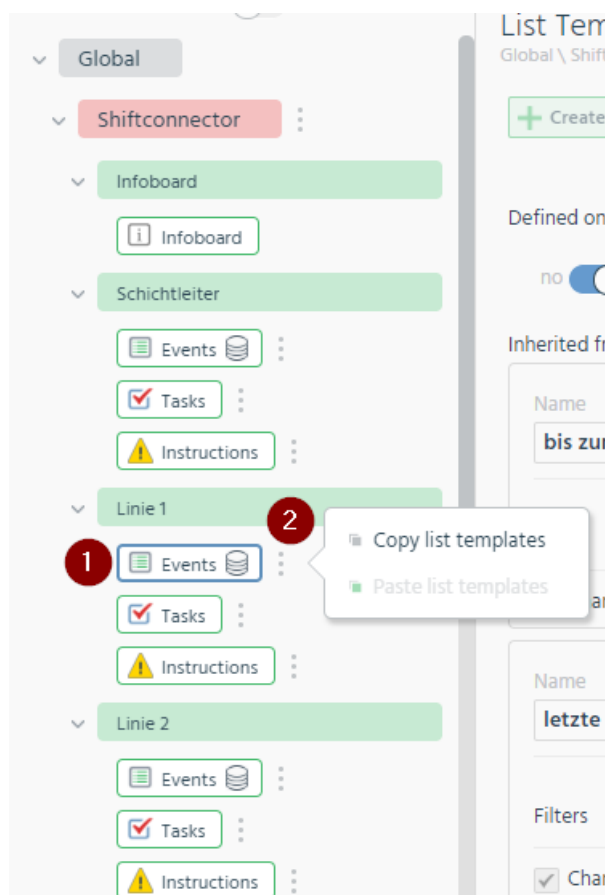 List Tem
Global \ Shift
Global
Shiftconnector
Create
Infoboard
Infoboard
Defined on
no
Schichtleiter
Events
Inherited fr
Tasks
Name
bis zur
Instructions
Linie 1
2
Copy list templates
1
Events
Paste list templates
Tasks
Instructions
Name
letzte
Linie 2
Events
Filters
Tasks
Instructions
Char